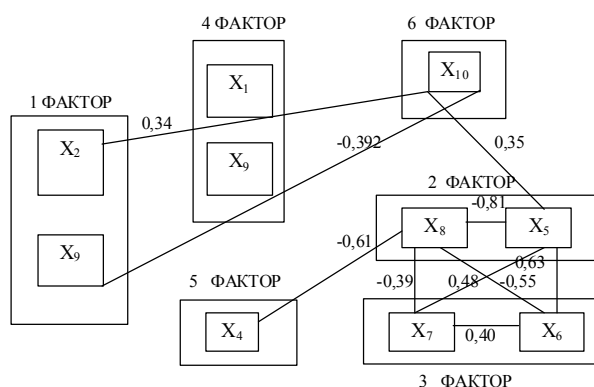 4 ФАКТОР
6 ФАКТОР
X₁₀
X₁
1 ФАКТОР
0,34
X₂
-0,392
0,35
X₉
2 ФАКТОР
-0,81
X₈
X₅
X₉
-0,61
0,63
5 ФАКТОР
-0,39
0,48
-0,55
X₄
X₇
X₆
0,40
3 ФАКТОР